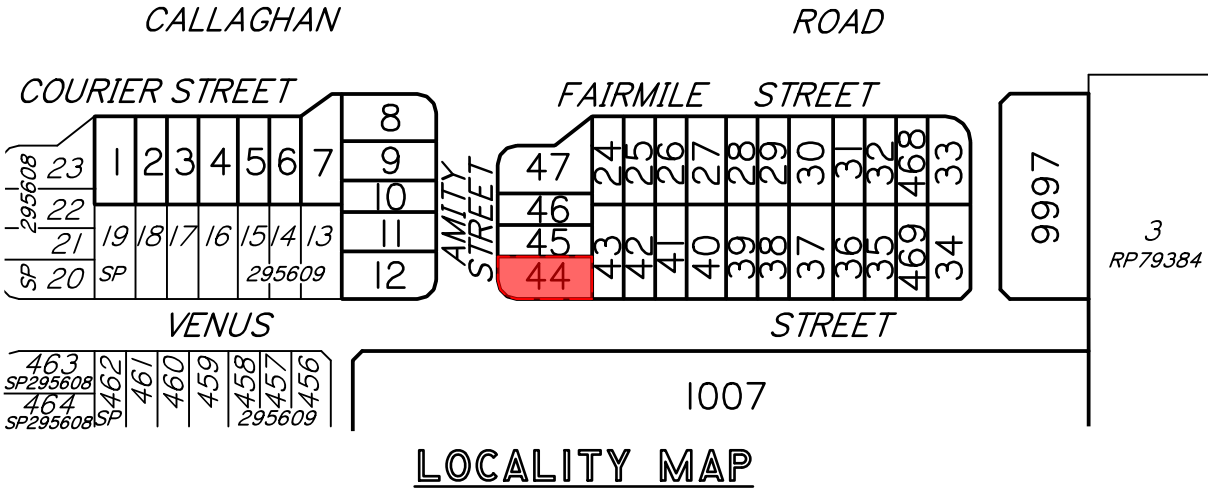 CALLAGHAN ROAD
COURIER STREET
FAIRMILE STREET
8
23 1 2 3 4 5 6 7 9
295608
22 10
21 19 18 17 16 15 14 13 11
SP 20 SP 295609 12
AMITY
STREET
47 24 25 26 27 28 29 30 31 32 468 33
46
45
44 43 42 41 40 39 38 37 36 35 469 34
9997
3
RP79384
VENUS STREET
463
SP295608
464
SP295608
462 461 460 459 458 457 456
SP 295609
1007
LOCALITY MAP